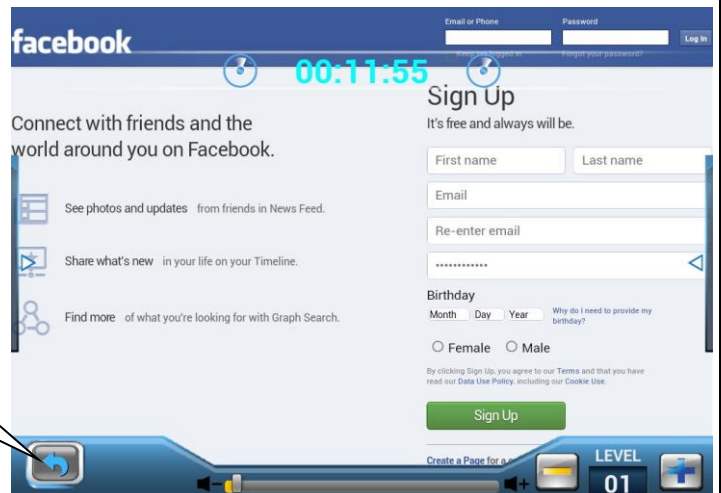 Email or Phone
Password
facebook
Log In
Keep me logged in
Forgot your password?
00:11:55
Sign Up
It's free and always will be.
Connect with friends and the
world around you on Facebook.
First name
Last name
Email
Re-enter email
See photos and updates from friends in News Feed.
Share what's new in your life on your Timeline.
Find more of what you're looking for with Graph Search.
Birthday
Month Day Year
Why do I need to provide my
birthday?
Female Male
By clicking Sign Up, you agree to our Terms and that you have
read our Data Use Policy, including our Cookie Use.
Sign Up
Create a Page for a
LEVEL
01